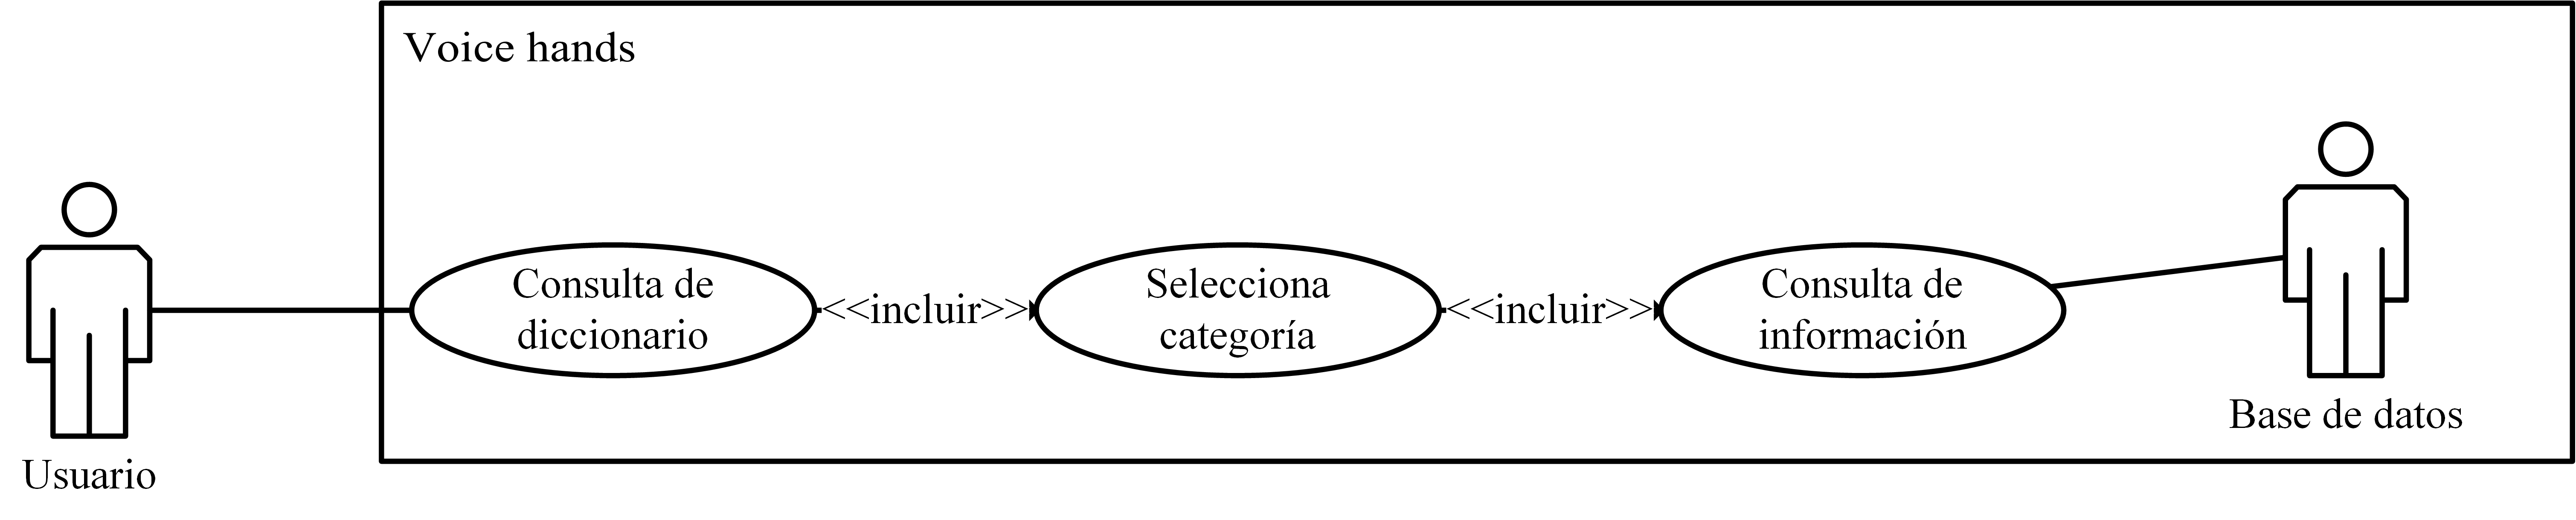 Voice hands
Consulta de
diccionario
<<incluir>>
Selecciona
categoría
<<incluir>>
Consulta de
información
Base de datos
Usuario